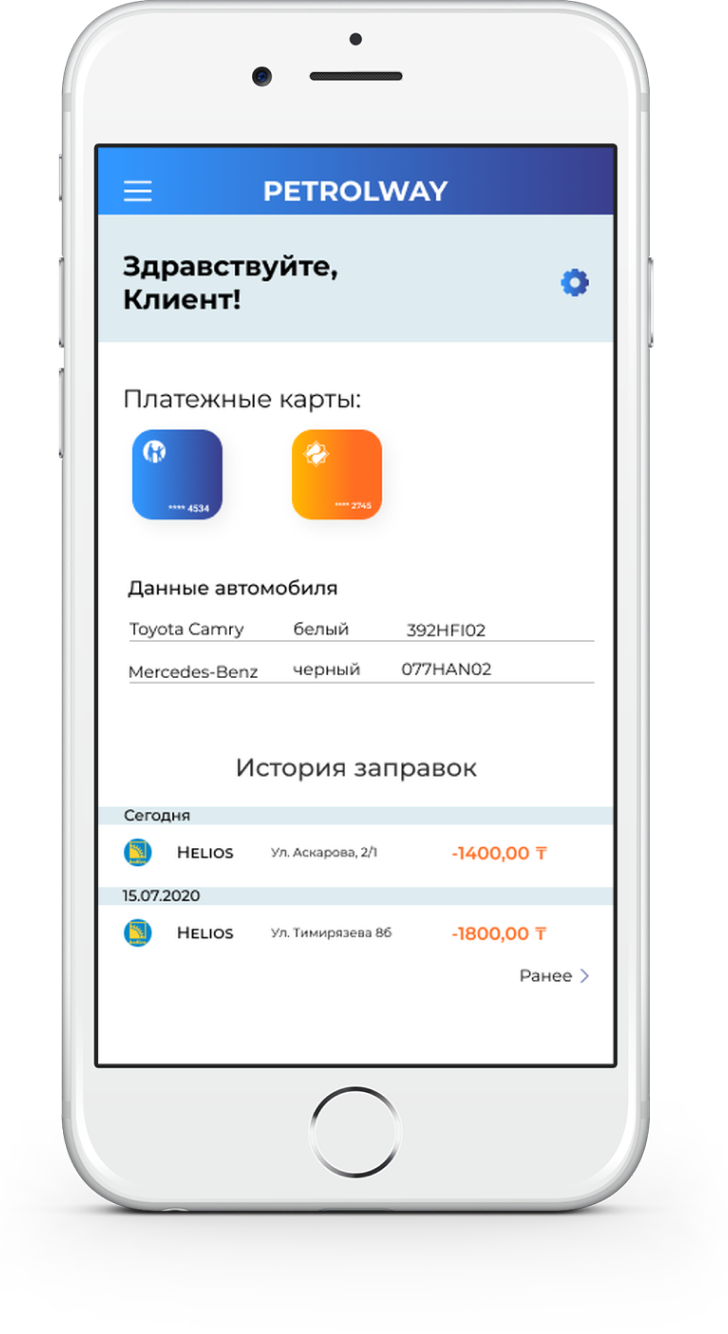 PETROLWAY
Здравствуйте,
Клиент!
Платежные карты:
**** 4534
**** 2745
Данные автомобиля
Toyota Camry белый 392HFI02
Mercedes-Benz черный 077HAN02
История заправок
Сегодня
HELIOS Ул. Аскарова, 2/1 -1400,00 ₸
15.07.2020
HELIOS Ул. Тимирязева 8б -1800,00 ₸
Ранее >